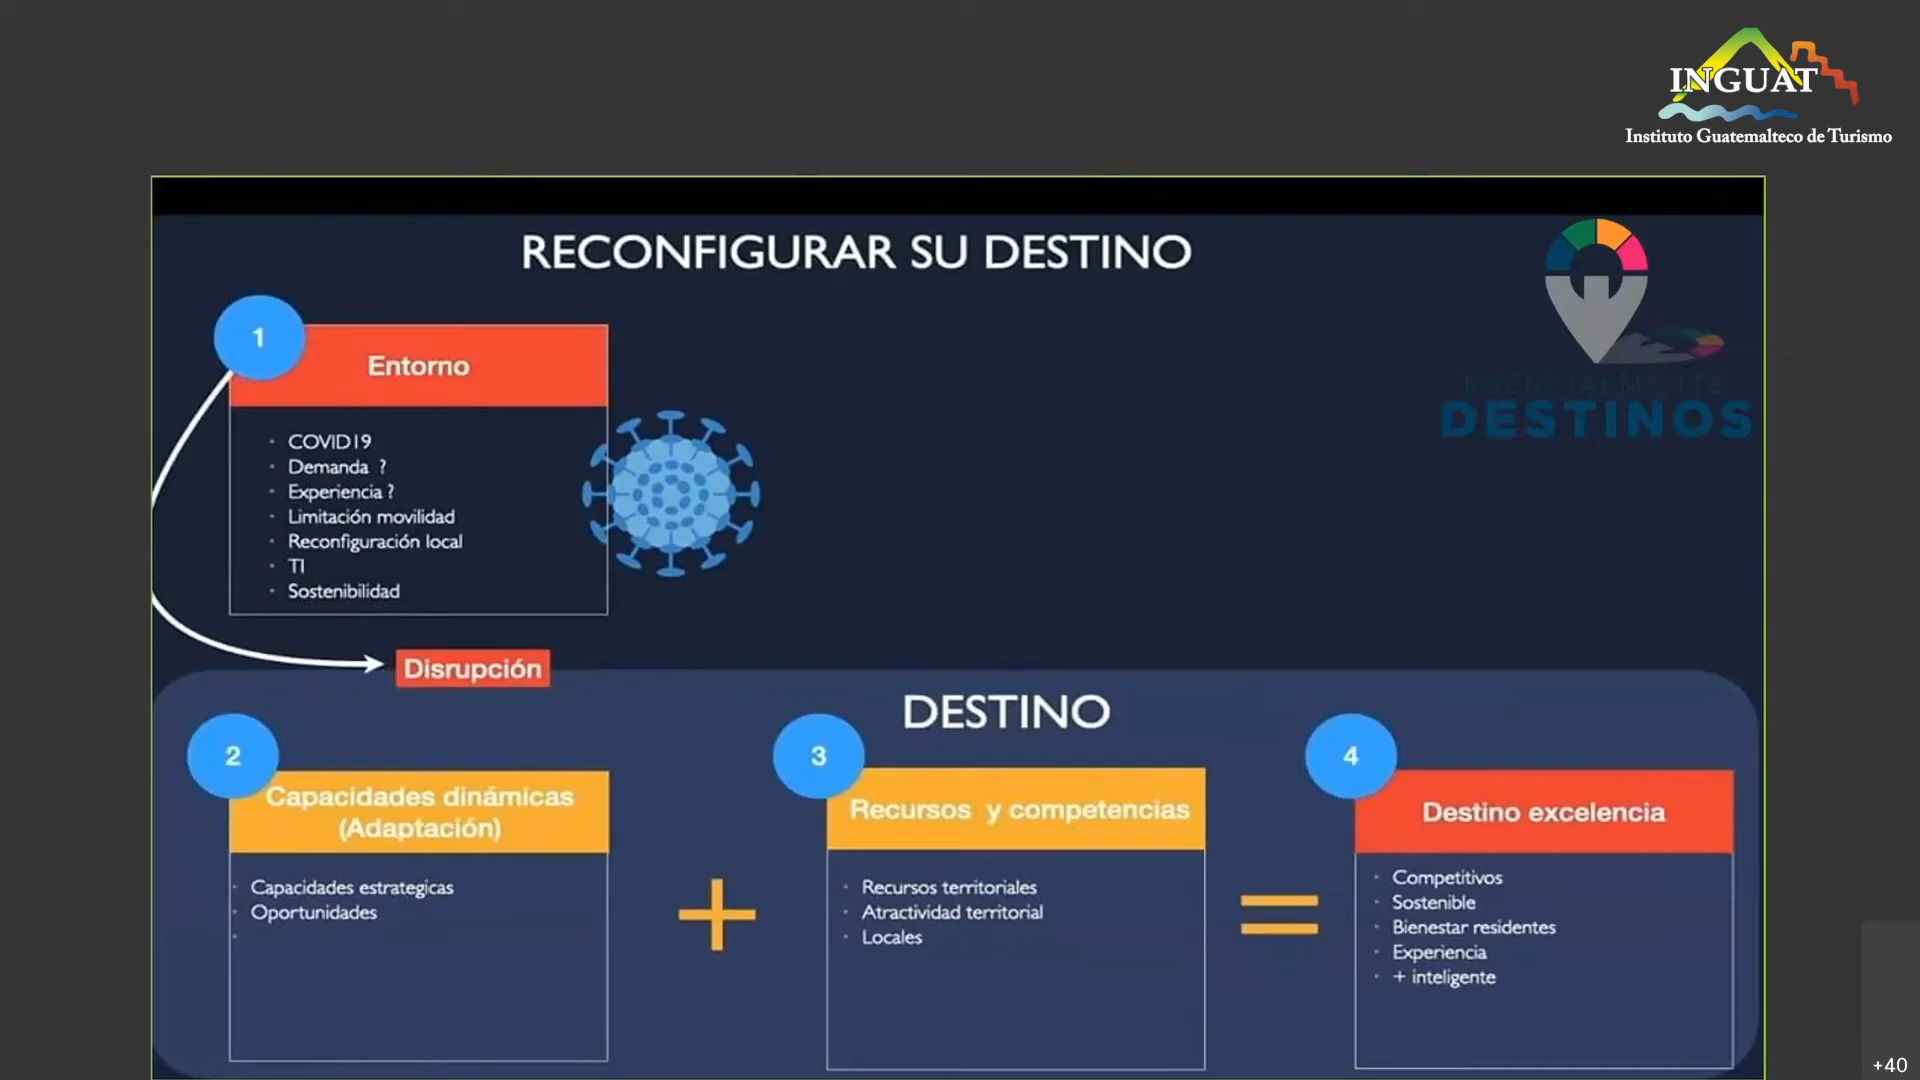 INGUAT
Instituto Guatemalteco de Turismo
RECONFIGURAR SU DESTINO
1
Entorno
COVID19
Demanda ?
Experiencia ?
Limitación movilidad
Reconfiguración local
TI
Sostenibilidad
ESENCIALMENTE
DESTINOS
Disrupción
DESTINO
2
Capacidades dinámicas
(Adaptación)
Capacidades estrategicas
Oportunidades
+
3
Recursos y competencias
Recursos territoriales
Atractividad territorial
Locales
=
4
Destino excelencia
Competitivos
Sostenible
Bienestar residentes
Experiencia
+ inteligente
+40